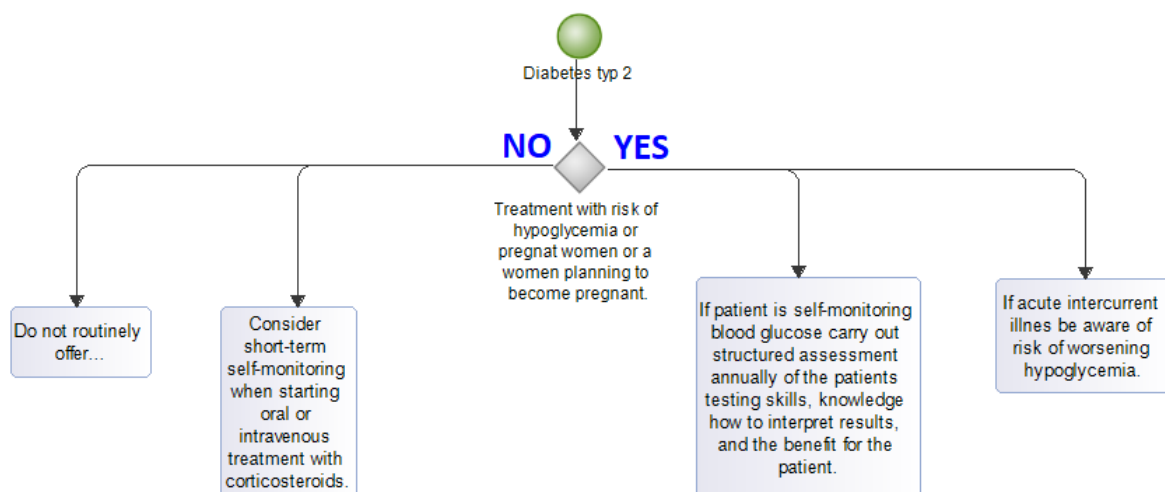 Diabetes typ 2
NO
YES
Treatment with risk of
hypoglycemia or
pregnat women or a
women planning to
become pregnant.
Do not routinely
offer...
Consider
short-term
self-monitoring
when starting
oral or
intravenous
treatment with
corticosteroids.
If patient is self-monitoring
blood glucose carry out
structured assessment
annually of the patients
testing skills, knowledge
how to interpret results,
and the benefit for the
patient.
If acute intercurrent
illnes be aware of
risk of worsening
hypoglycemia.